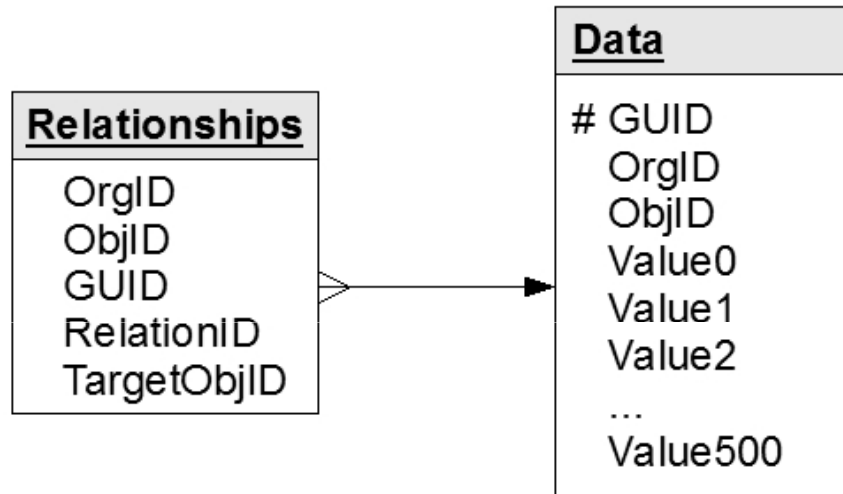 Relationships
OrgID
ObjID
GUID
RelationID
TargetObjID
Data
# GUID
OrgID
ObjID
Value0
Value1
Value2
...
Value500